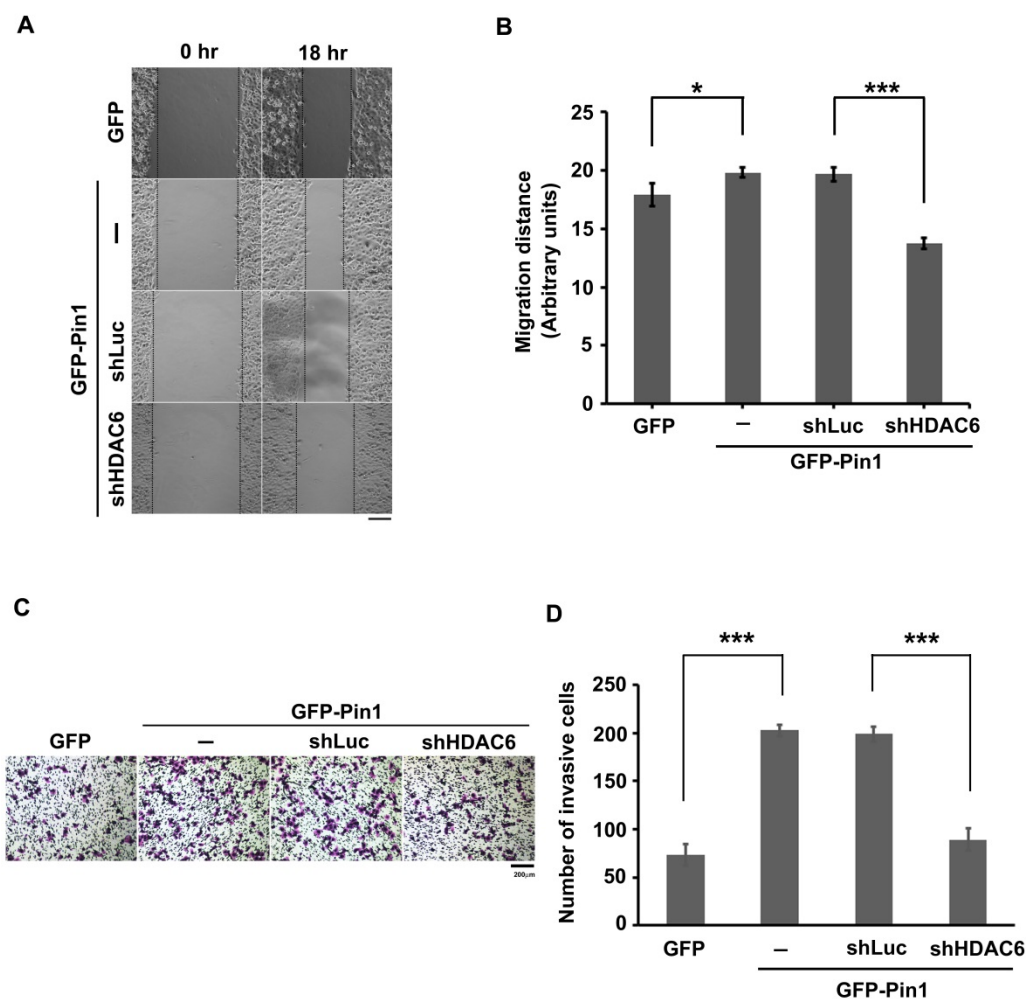 A
0 hr 18 hr
GFP
GFP-Pin1
–
shLuc
shHDAC6
B
* ***
Migration distance
(Arbitrary units)
25
20
15
10
5
0
GFP – shLuc shHDAC6
GFP-Pin1
C
GFP-Pin1
GFP – shLuc shHDAC6
200μm
D
*** ***
Number of invasive cells
250
200
150
100
50
0
GFP – shLuc shHDAC6
GFP-Pin1